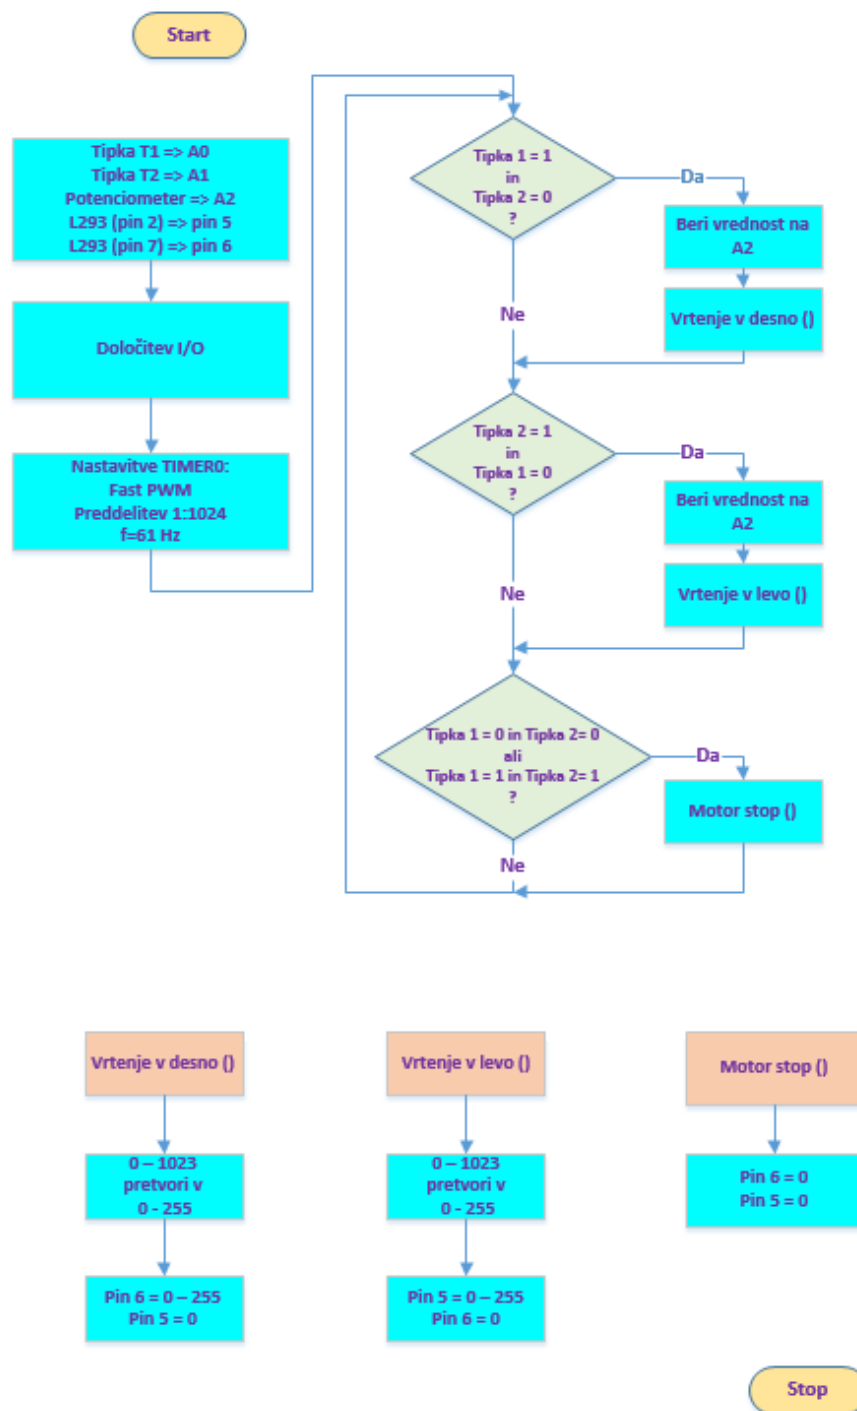 Start
Tipka T1 => A0
Tipka T2 => A1
Potenciometer => A2
L293 (pin 2) => pin 5
L293 (pin 7) => pin 6
Določitev I/O
Nastavitve TIMER0:
Fast PWM
Preddelitev 1:1024
f=61 Hz
Tipka 1 = 1
in
Tipka 2 = 0
?
Da
Beri vrednost na
A2
Vrtenje v desno ()
Ne
Tipka 2 = 1
in
Tipka 1 = 0
?
Da
Beri vrednost na
A2
Vrtenje v levo ()
Ne
Tipka 1 = 0 in Tipka 2= 0
ali
Tipka 1 = 1 in Tipka 2= 1
?
Da
Motor stop ()
Ne
Vrtenje v desno ()
0 – 1023
pretvori v
0 - 255
Pin 6 = 0 – 255
Pin 5 = 0
Vrtenje v levo ()
0 – 1023
pretvori v
0 - 255
Pin 5 = 0 – 255
Pin 6 = 0
Motor stop ()
Pin 6 = 0
Pin 5 = 0
Stop